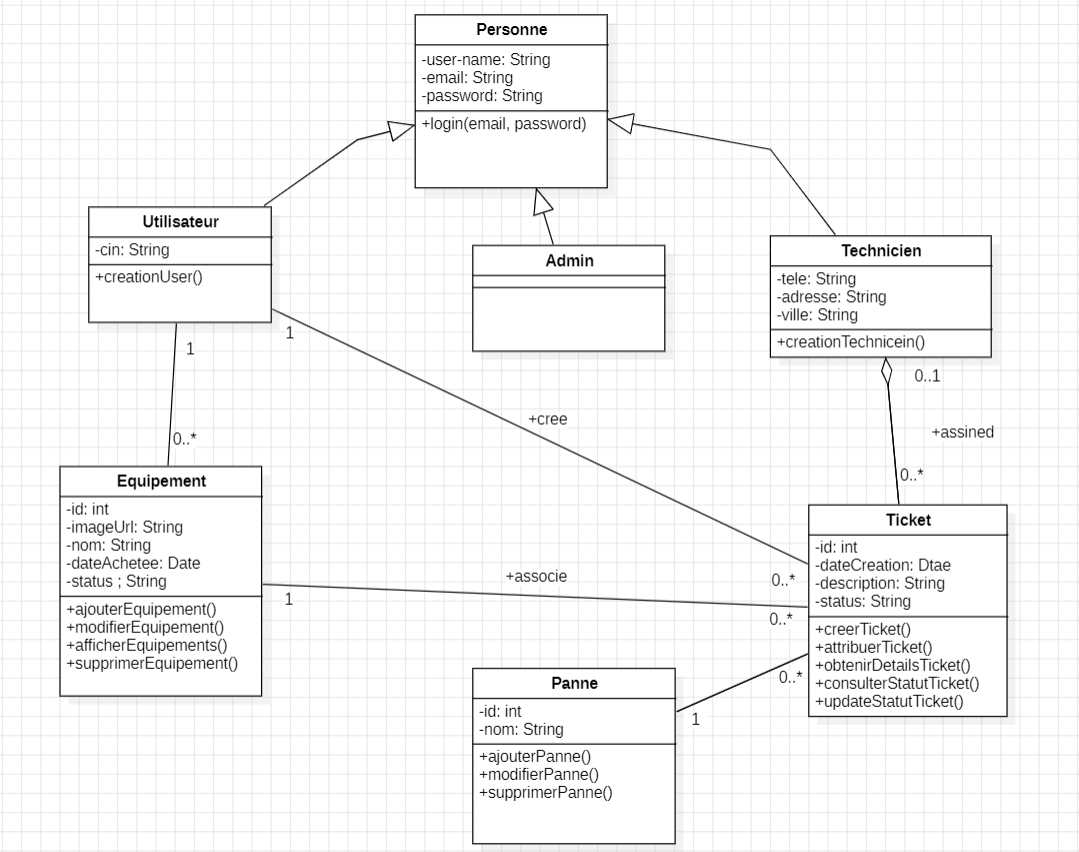 Personne
-user-name: String
-email: String
-password: String
+login(email, password)
Utilisateur
-cin: String
+creationUser()
Admin
Technicien
-tele: String
-adresse: String
-ville: String
+creationTechnicein()
1
1
+cree
0..1
+assined
0..*
0..*
Equipement
-id: int
-imageUrl: String
-nom: String
-dateAchetee: Date
-status ; String
+ajouterEquipement()
+modifierEquipement()
+afficherEquipements()
+supprimerEquipement()
1
+associe
0..*
0..*
Ticket
-id: int
-dateCreation: Dtae
-description: String
-status: String
+creerTicket()
+attribuerTicket()
+obtenirDetailsTicket()
+consulterStatutTicket()
+updateStatutTicket()
0..*
1
Panne
-id: int
-nom: String
+ajouterPanne()
+modifierPanne()
+supprimerPanne()